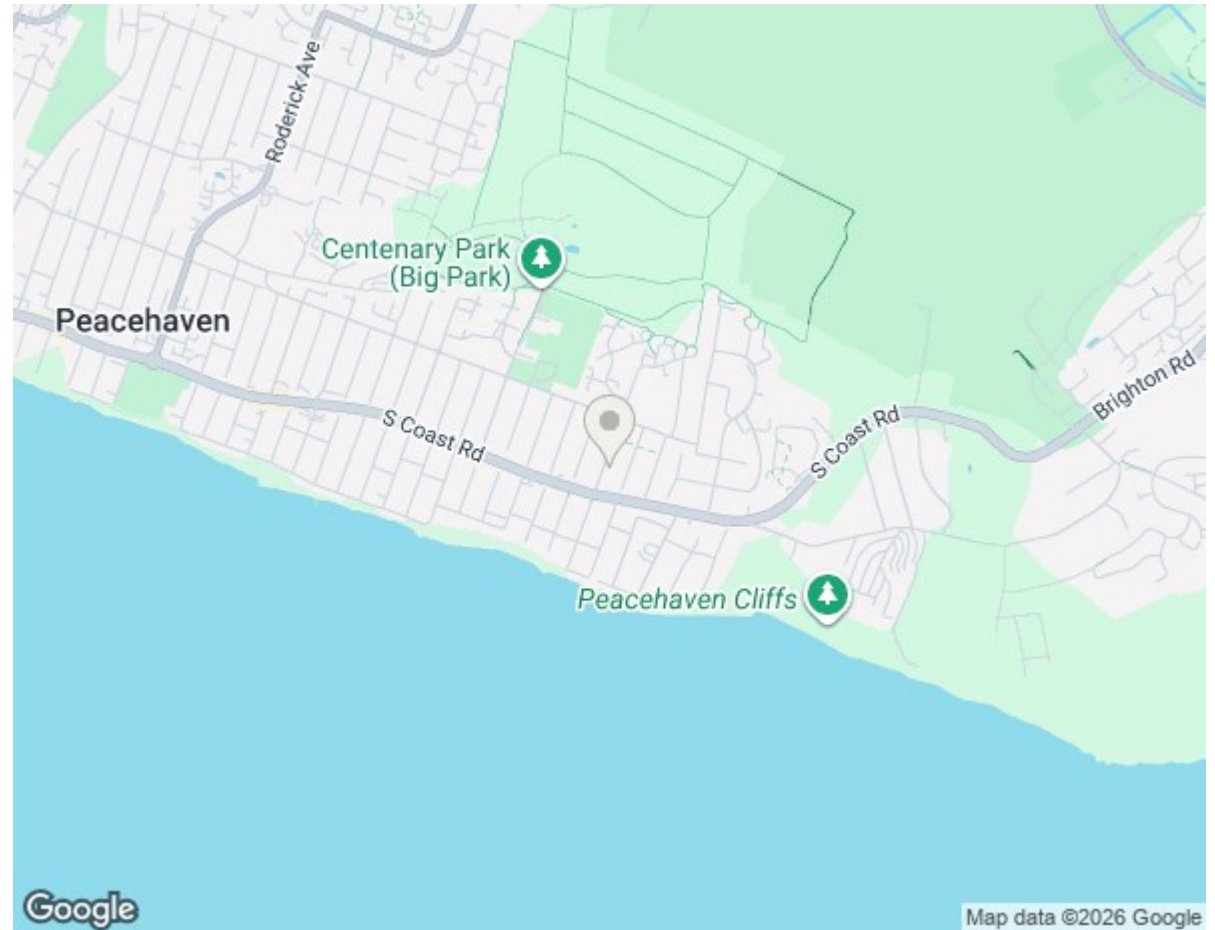 Roderick Ave
Centenary Park
(Big Park)
Peacehaven
Brighton Rd
S Coast Rd
S Coast Rd
Peacehaven Cliffs
Google
Map data ©2026 Google